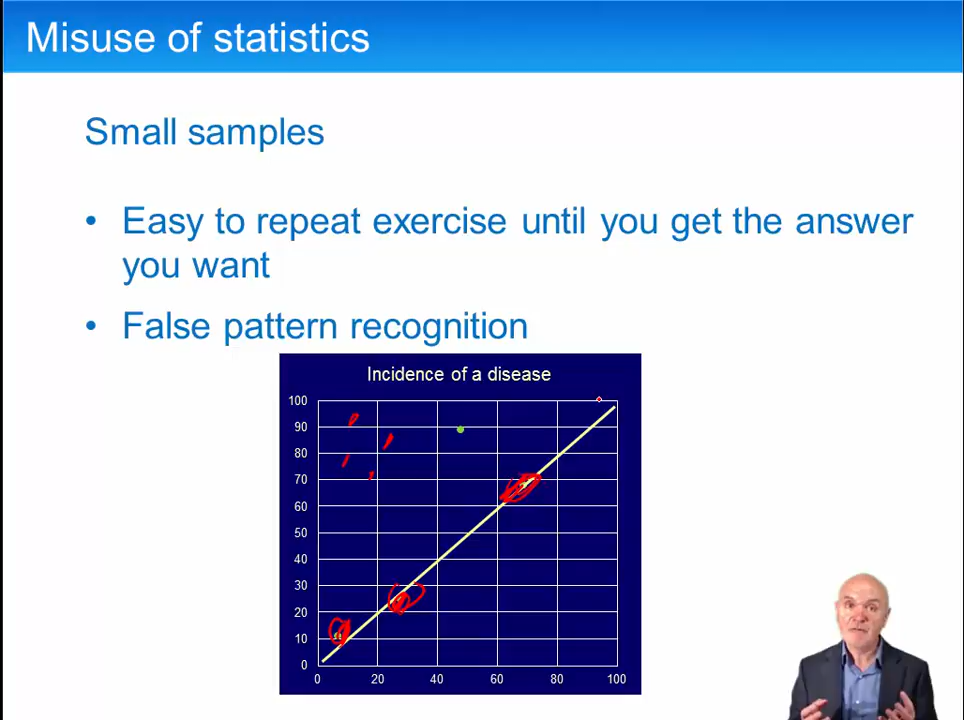 Misuse of statistics
Small samples
• Easy to repeat exercise until you get the answer
you want
• False pattern recognition
Incidence of a disease
100
90
80
70
60
50
40
30
20
10
0
0 20 40 60 80 100